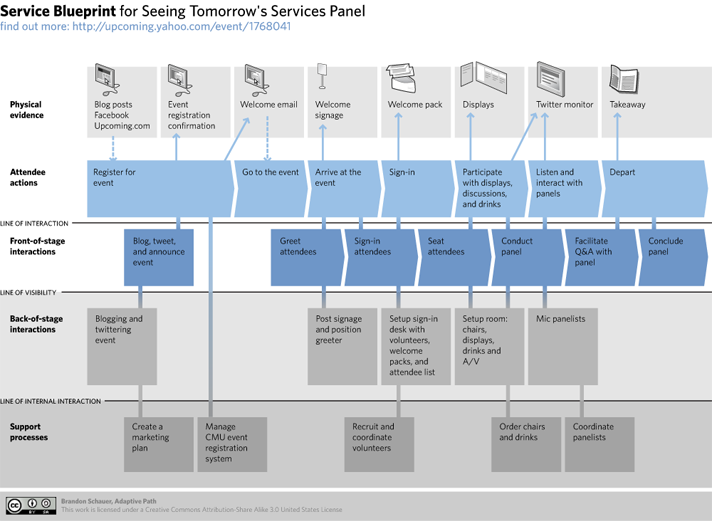 Service Blueprint for Seeing Tomorrow's Services Panel
find out more: http://upcoming.yahoo.com/event/1768041
Physical
evidence
Blog posts
Facebook
Upcoming.com
Event
registration
confirmation
Welcome email
Welcome
signage
Welcome pack
Displays
Twitter monitor
Takeaway
Attendee
actions
Register for
event
Go to the event
Arrive at the
event
Sign-in
Participate
with displays,
discussions,
and drinks
Listen and
interact with
panels
Depart
LINE OF INTERACTION
Front-of-stage
interactions
Blog, tweet,
and announce
event
Greet
attendees
Sign-in
attendees
Seat
attendees
Conduct
panel
Facilitate
Q&A with
panel
Conclude
panel
LINE OF VISIBILITY
Back-of-stage
interactions
Blogging and
twittering
event
Post signage
and position
greeter
Setup sign-in
desk with
volunteers,
welcome
packs, and
attendee list
Setup room:
chairs,
displays,
drinks and
A/V
Mic panelists
LINE OF INTERNAL INTERACTION
Support
processes
Create a
marketing
plan
Manage
CMU event
registration
system
Recruit and
coordinate
volunteers
Order chairs
and drinks
Coordinate
panelists
cc
BY SA
Brandon Schauer, Adaptive Path
This work is licensed under a Creative Commons Attribution-Share Alike 3.0 United States License